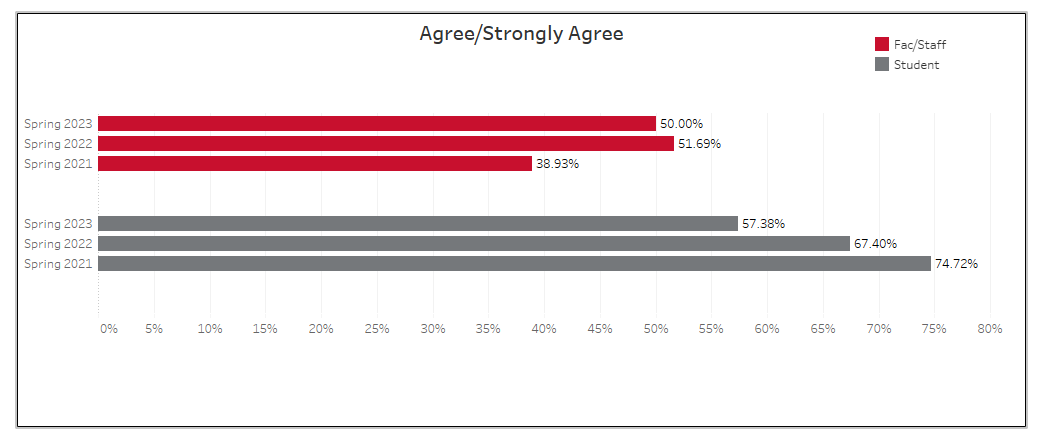 Agree/Strongly Agree
Fac/Staff
Student
Spring 2023 50.00%
Spring 2022 51.69%
Spring 2021 38.93%
Spring 2023 57.38%
Spring 2022 67.40%
Spring 2021 74.72%
0% 5% 10% 15% 20% 25% 30% 35% 40% 45% 50% 55% 60% 65% 70% 75% 80%